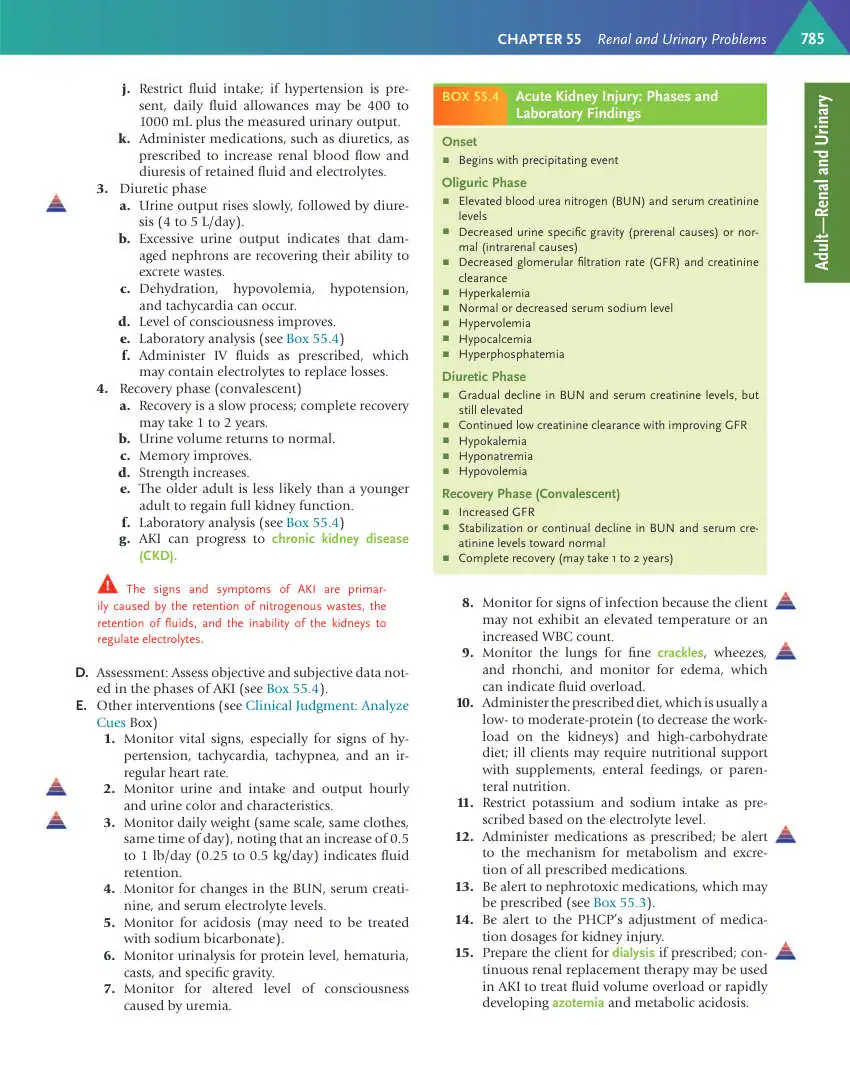 CHAPTER 55 Renal and Urinary Problems 785
j. Restrict fluid intake; if hypertension is pre-
sent, daily fluid allowances may be 400 to
1000 mL plus the measured urinary output.
k. Administer medications, such as diuretics, as
prescribed to increase renal blood flow and
diuresis of retained fluid and electrolytes.
3. Diuretic phase
a. Urine output rises slowly, followed by diure-
sis (4 to 5 L/day).
b. Excessive urine output indicates that dam-
aged nephrons are recovering their ability to
excrete wastes.
c. Dehydration, hypovolemia, hypotension,
and tachycardia can occur.
d. Level of consciousness improves.
e. Laboratory analysis (see Box 55.4)
f. Administer IV fluids as prescribed, which
may contain electrolytes to replace losses.
4. Recovery phase (convalescent)
a. Recovery is a slow process; complete recovery
may take 1 to 2 years.
b. Urine volume returns to normal.
c. Memory improves.
d. Strength increases.
e. The older adult is less likely than a younger
adult to regain full kidney function.
f. Laboratory analysis (see Box 55.4)
g. AKI can progress to chronic kidney disease
(CKD).
The signs and symptoms of AKI are primar-
ily caused by the retention of nitrogenous wastes, the
retention of fluids, and the inability of the kidneys to
regulate electrolytes.
D. Assessment: Assess objective and subjective data not-
ed in the phases of AKI (see Box 55.4).
E. Other interventions (see Clinical Judgment: Analyze
Cues Box)
1. Monitor vital signs, especially for signs of hy-
pertension, tachycardia, tachypnea, and an ir-
regular heart rate.
2. Monitor urine and intake and output hourly
and urine color and characteristics.
3. Monitor daily weight (same scale, same clothes,
same time of day), noting that an increase of 0.5
to 1 lb/day (0.25 to 0.5 kg/day) indicates fluid
retention.
4. Monitor for changes in the BUN, serum creati-
nine, and serum electrolyte levels.
5. Monitor for acidosis (may need to be treated
with sodium bicarbonate).
6. Monitor urinalysis for protein level, hematuria,
casts, and specific gravity.
7. Monitor for altered level of consciousness
caused by uremia.
BOX 55.4 Acute Kidney Injury: Phases and
Laboratory Findings
Onset
■ Begins with precipitating event
Oliguric Phase
■ Elevated blood urea nitrogen (BUN) and serum creatinine
levels
■ Decreased urine specific gravity (prerenal causes) or nor-
mal (intrarenal causes)
■ Decreased glomerular filtration rate (GFR) and creatinine
clearance
■ Hyperkalemia
■ Normal or decreased serum sodium level
■ Hypervolemia
■ Hypocalcemia
■ Hyperphosphatemia
Diuretic Phase
■ Gradual decline in BUN and serum creatinine levels, but
still elevated
■ Continued low creatinine clearance with improving GFR
■ Hypokalemia
■ Hyponatremia
■ Hypovolemia
Recovery Phase (Convalescent)
■ Increased GFR
■ Stabilization or continual decline in BUN and serum cre-
atinine levels toward normal
■ Complete recovery (may take 1 to 2 years)
8. Monitor for signs of infection because the client
may not exhibit an elevated temperature or an
increased WBC count.
9. Monitor the lungs for fine crackles, wheezes,
and rhonchi, and monitor for edema, which
can indicate fluid overload.
10. Administer the prescribed diet, which is usually a
low- to moderate-protein (to decrease the work-
load on the kidneys) and high-carbohydrate
diet; ill clients may require nutritional support
with supplements, enteral feedings, or paren-
teral nutrition.
11. Restrict potassium and sodium intake as pre-
scribed based on the electrolyte level.
12. Administer medications as prescribed; be alert
to the mechanism for metabolism and excre-
tion of all prescribed medications.
13. Be alert to nephrotoxic medications, which may
be prescribed (see Box 55.3).
14. Be alert to the PHCP's adjustment of medica-
tion dosages for kidney injury.
15. Prepare the client for dialysis if prescribed; con-
tinuous renal replacement therapy may be used
in AKI to treat fluid volume overload or rapidly
developing azotemia and metabolic acidosis.
Adult—Renal and Urinary